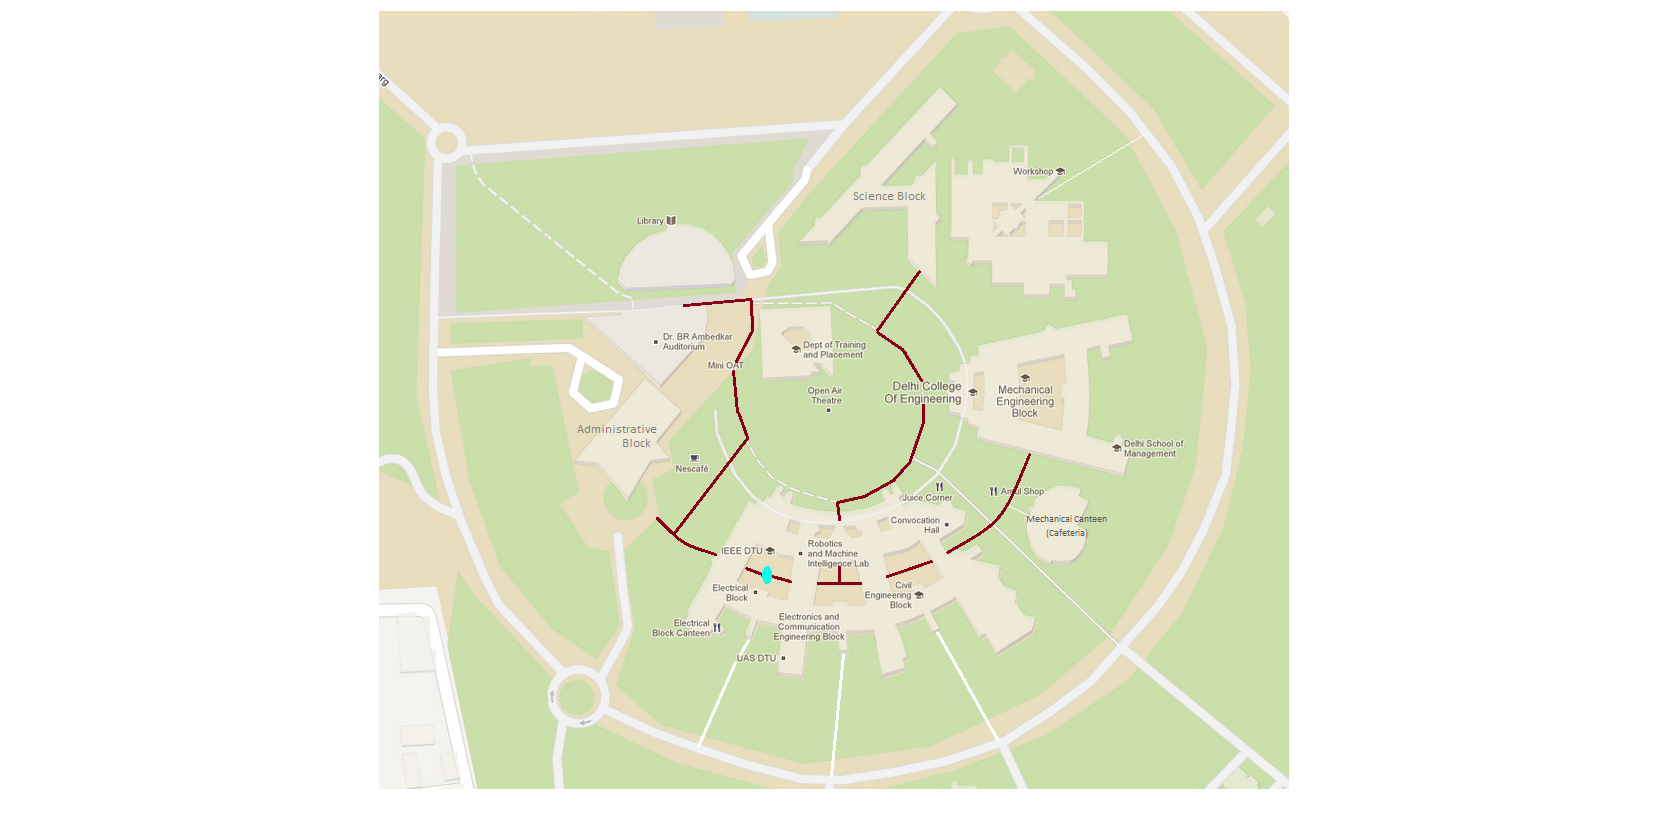 arg
Workshop
Science Block
Library
Dr. BR Ambedkar
Auditorium
Dept of Training
and Placement
Mini OAT
Open Air
Theatre
Delhi College
Of Engineering
Mechanical
Engineering
Block
Administrative
Block
Delhi School of
Management
Nescafé
Juice Corner
Amul Shop
Mechanical Canteen
(Cafeteria)
Convocation
Hall
IEEE DTU
Robotics
and Machine
Intelligence Lab
Electrical
Block
Civil
Engineering
Block
Electrical
Block Canteen
Electronics and
Communication
Engineering Block
UAS DTU